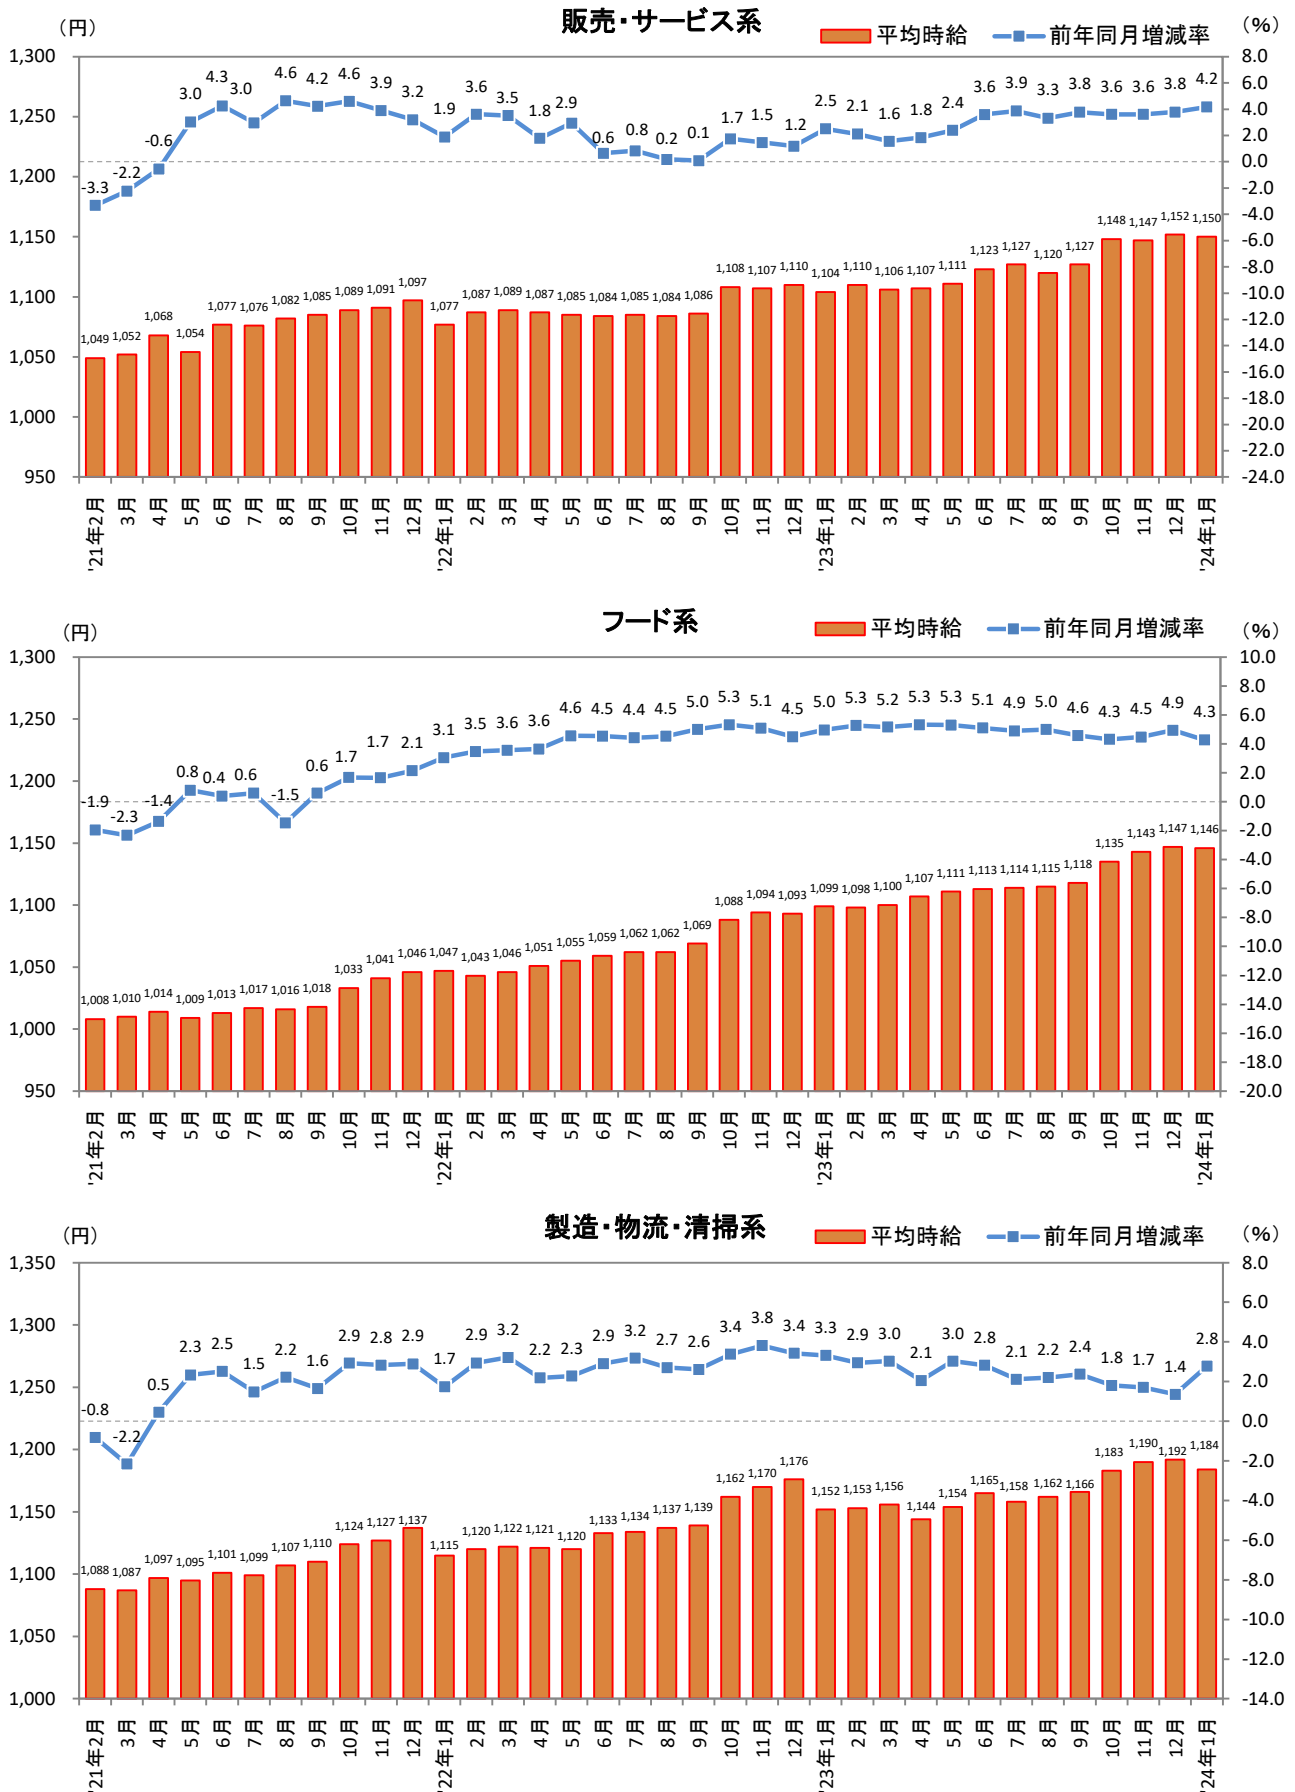 販売・サービス系
（円）
平均時給 前年同月増減率
（%）
1,300 1,250 1,200 1,150 1,100 1,050 1,000 950
8.0 6.0 4.0 2.0 0.0 -2.0 -4.0 -6.0 -8.0 -10.0 -12.0 -14.0 -16.0 -18.0 -20.0 -22.0 -24.0
-3.3 -2.2 -0.6 3.0 4.3 3.0 4.6 4.2 4.6 3.9 3.2 1.9 3.6 3.5 1.8 2.9 0.6 0.8 0.2 0.1 1.7 1.5 1.2 2.5 2.1 1.6 1.8 2.4 3.6 3.9 3.3 3.8 3.6 3.6 3.8 4.2
1,049 1,052 1,068 1,054 1,077 1,076 1,082 1,085 1,089 1,091 1,097 1,077 1,087 1,089 1,087 1,085 1,084 1,085 1,084 1,086 1,108 1,107 1,110 1,104 1,110 1,106 1,107 1,111 1,123 1,127 1,120 1,127 1,148 1,147 1,152 1,150
'21年2月 3月 4月 5月 6月 7月 8月 9月 10月 11月 12月 '22年1月 2月 3月 4月 5月 6月 7月 8月 9月 10月 11月 12月 '23年1月 2月 3月 4月 5月 6月 7月 8月 9月 10月 11月 12月 '24年1月
フード系
（円）
平均時給 前年同月増減率
（%）
1,300 1,250 1,200 1,150 1,100 1,050 1,000 950
10.0 8.0 6.0 4.0 2.0 0.0 -2.0 -4.0 -6.0 -8.0 -10.0 -12.0 -14.0 -16.0 -18.0 -20.0
-1.9 -2.3 -1.4 0.8 0.4 0.6 -1.5 0.6 1.7 1.7 2.1 3.1 3.5 3.6 3.6 4.6 4.5 4.4 4.5 5.0 5.3 5.1 4.5 5.0 5.3 5.2 5.3 5.3 5.1 4.9 5.0 4.6 4.3 4.5 4.9 4.3
1,008 1,010 1,014 1,009 1,013 1,017 1,016 1,018 1,033 1,041 1,046 1,047 1,043 1,046 1,051 1,055 1,059 1,062 1,062 1,069 1,088 1,094 1,093 1,099 1,098 1,100 1,107 1,111 1,113 1,114 1,115 1,118 1,135 1,143 1,147 1,146
'21年2月 3月 4月 5月 6月 7月 8月 9月 10月 11月 12月 '22年1月 2月 3月 4月 5月 6月 7月 8月 9月 10月 11月 12月 '23年1月 2月 3月 4月 5月 6月 7月 8月 9月 10月 11月 12月 '24年1月
製造・物流・清掃系
（円）
平均時給 前年同月増減率
（%）
1,350 1,300 1,250 1,200 1,150 1,100 1,050 1,000
8.0 6.0 4.0 2.0 0.0 -2.0 -4.0 -6.0 -8.0 -10.0 -12.0 -14.0
-0.8 -2.2 0.5 2.3 2.5 1.5 2.2 1.6 2.9 2.8 2.9 1.7 2.9 3.2 2.2 2.3 2.9 3.2 2.7 2.6 3.4 3.8 3.4 3.3 2.9 3.0 2.1 3.0 2.8 2.1 2.2 2.4 1.8 1.7 1.4 2.8
1,088 1,087 1,097 1,095 1,101 1,099 1,107 1,110 1,124 1,127 1,137 1,115 1,120 1,122 1,121 1,120 1,133 1,134 1,137 1,139 1,162 1,170 1,176 1,152 1,153 1,156 1,144 1,154 1,165 1,158 1,162 1,166 1,183 1,190 1,192 1,184
'21年2月 3月 4月 5月 6月 7月 8月 9月 10月 11月 12月 '22年1月 2月 3月 4月 5月 6月 7月 8月 9月 10月 11月 12月 '23年1月 2月 3月 4月 5月 6月 7月 8月 9月 10月 11月 12月 '24年1月